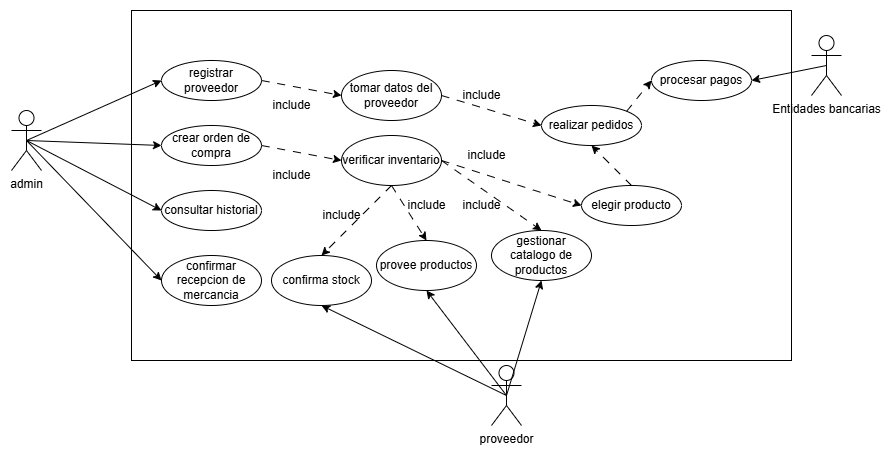 registrar
proveedor
include
tomar datos del
proveedor
include
procesar pagos
Entidades bancarias
realizar pedidos
admin
crear orden de
compra
include
verificar inventario
include
include
include
include
elegir producto
consultar historial
confirmar
recepcion de
mercancia
confirma stock
provee productos
gestionar
catalogo de
productos
proveedor